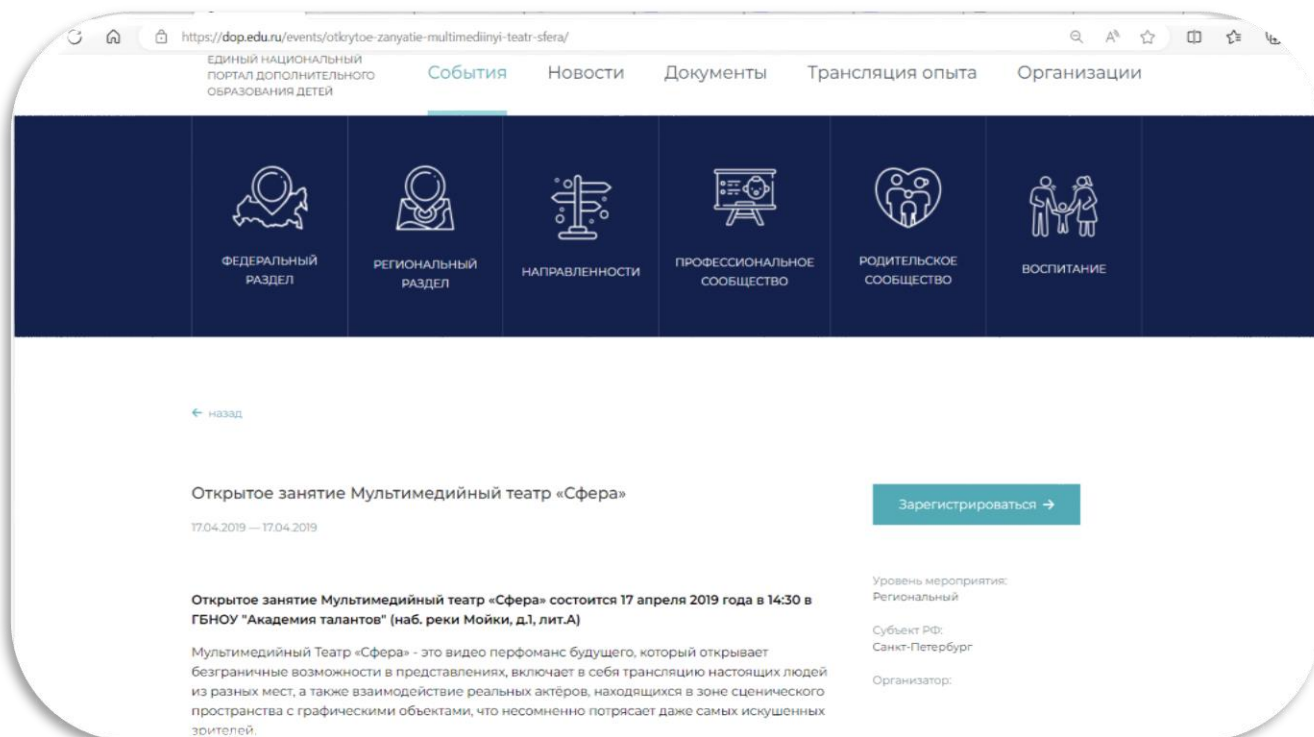 https://dop.edu.ru/events/otkrytoe-zanyatie-multimediinyi-teatr-sfera/
ЕДИНЫЙ НАЦИОНАЛЬНЫЙ
ПОРТАЛ ДОПОЛНИТЕЛЬНОГО
ОБРАЗОВАНИЯ ДЕТЕЙ
События Новости Документы Трансляция опыта Организации
ФЕДЕРАЛЬНЫЙ
РАЗДЕЛ
РЕГИОНАЛЬНЫЙ
РАЗДЕЛ
НАПРАВЛЕННОСТИ
ПРОФЕССИОНАЛЬНОЕ
СООБЩЕСТВО
РОДИТЕЛЬСКОЕ
СООБЩЕСТВО
ВОСПИТАНИЕ
← назад
Открытое занятие Мультимедийный театр «Сфера»
17.04.2019 — 17.04.2019
Открытое занятие Мультимедийный театр «Сфера» состоится 17 апреля 2019 года в 14:30 в
ГБНОУ "Академия талантов" (наб. реки Мойки, д.1, лит.А)
Мультимедийный Театр «Сфера» - это видео перфоманс будущего, который открывает
безграничные возможности в представлениях, включает в себя трансляцию настоящих людей
из разных мест, а также взаимодействие реальных актёров, находящихся в зоне сценического
пространства с графическими объектами, что несомненно потрясает даже самых искушенных
зрителей.
Зарегистрироваться →
Уровень мероприятия:
Региональный
Субъект РФ:
Санкт-Петербург
Организатор: